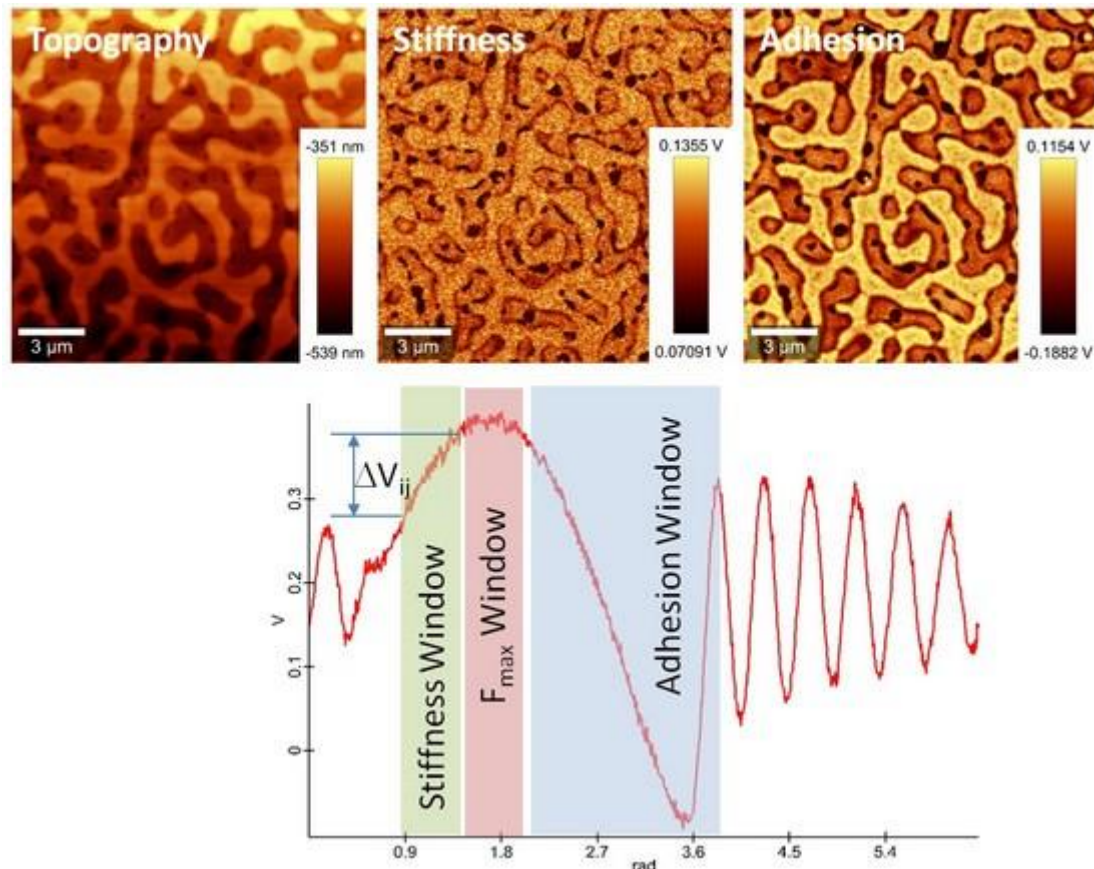 Topography
Stiffness
Adhesion
-351 nm
-539 nm
0.1355 V
0.07091 V
0.1154 V
-0.1882 V
3 µm
3 µm
3 µm
ΔVij
Stiffness Window
Fmax Window
Adhesion Window
V
0.3
0.2
0.1
0
0.9
1.8
2.7
3.6
4.5
5.4
rad